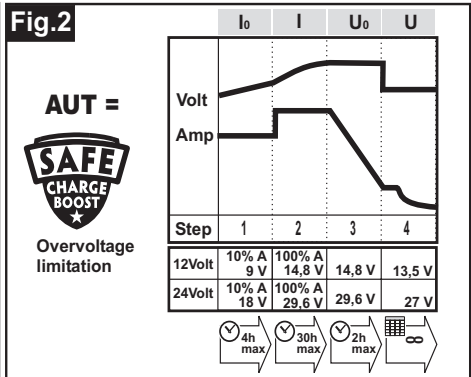 Fig.2
I₀ I U₀ U
AUT =
SAFE
CHARGE
BOOST
Overvoltage
limitation
Volt
Amp
Step 1 2 3 4
12Volt 10% A 9 V 100% A 14,8 V 14,8 V 13,5 V
24Volt 10% A 18 V 100% A 29,6 V 29,6 V 27 V
4h max 30h max 2h max ∞